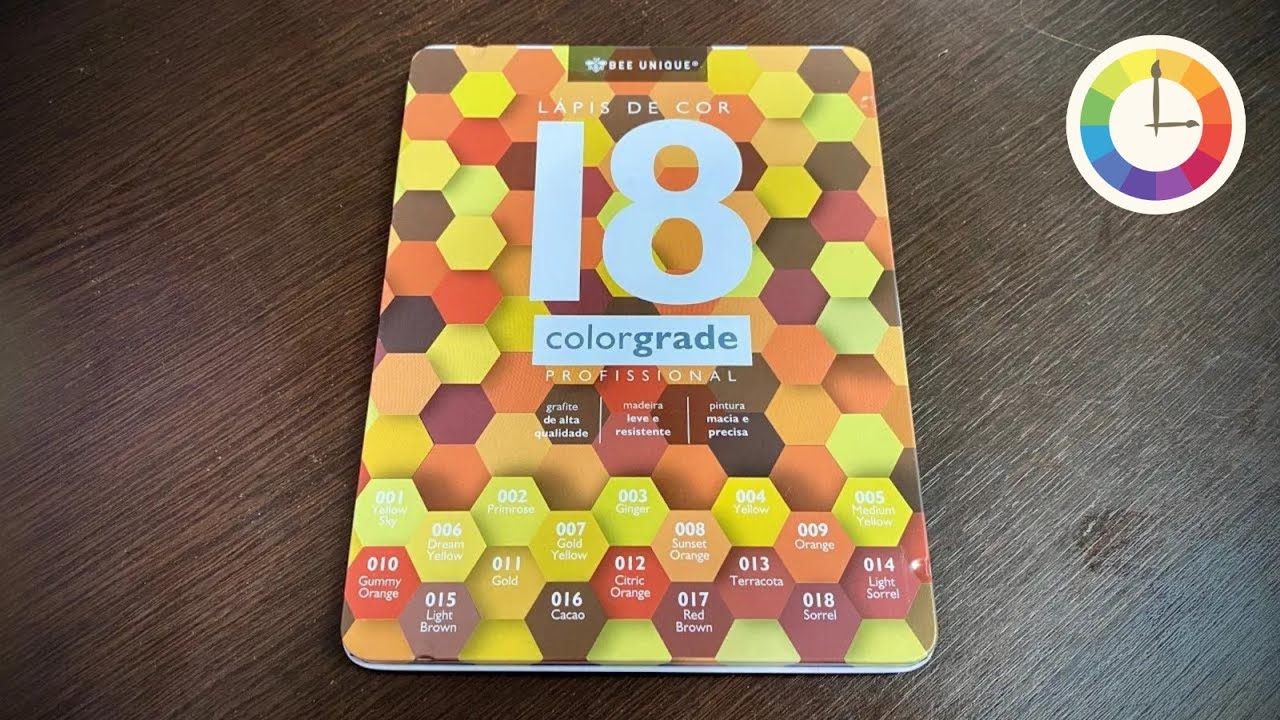 BEE UNIQUE®
LÁPIS DE COR
18
colorgrade
PROFISSIONAL
grafite
de alta
qualidade
madeira
leve e
resistente
pintura
macia e
precisa
001
Yellow
Sky
002
Primrose
003
Ginger
004
Yellow
005
Medium
Yellow
006
Dream
Yellow
007
Gold
Yellow
008
Sunset
Orange
009
Orange
010
Gummy
Orange
011
Gold
012
Citric
Orange
013
Terracota
014
Light
Sorrel
015
Light
Brown
016
Cacao
017
Red
Brown
018
Sorrel